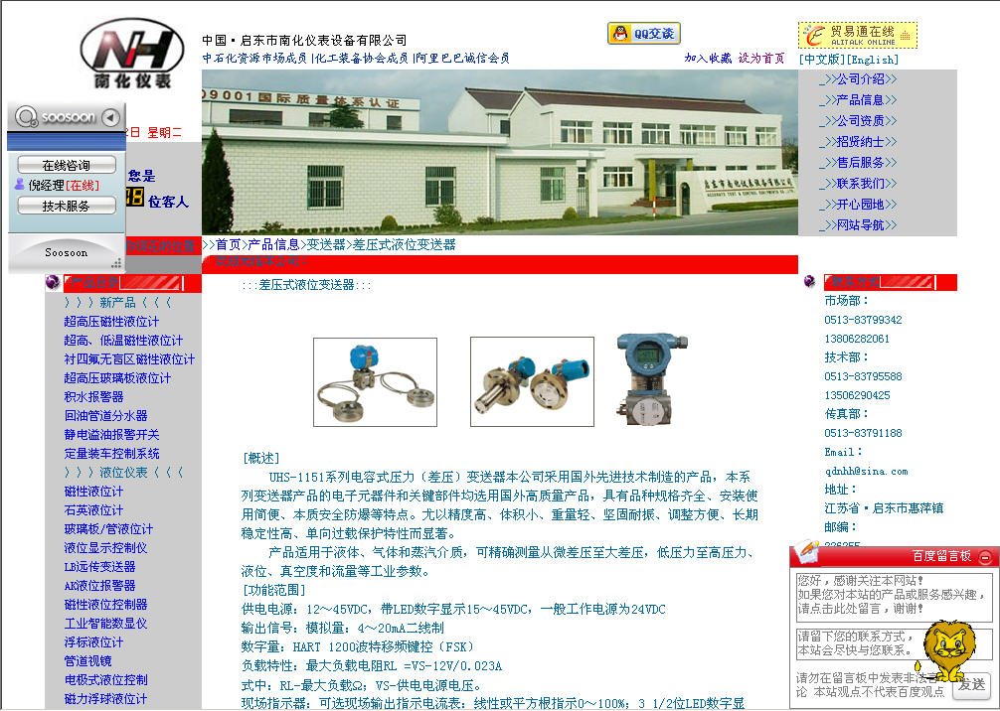 南化仪表
中国·启东市南化仪表设备有限公司
中石化资源市场成员|化工装备协会成员|阿里巴巴诚信会员
QQ交谈
加入收藏 设为首页
贸易通在线
ALITALK ONLINE
[中文版][English]
_>>公司介绍>>
_>>产品信息>>
_>>公司资质>>
_>>招贤纳士>>
_>>售后服务>>
_>>联系我们>>
_>>开心园地>>
_>>网站导航>>
SOOSOON
2日 星期二
在线咨询
倪经理[在线]
技术服务
Soosoon
您是
位客人
09001国际质量体系认证
启东市南化仪表设备有限公司
>>首页>产品信息>变送器>差压式液位变送器
〉〉〉新产品〈〈〈
超高压磁性液位计
超高、低温磁性液位计
衬四氟无盲区磁性液位计
超高压玻璃板液位计
积水报警器
回油管道分水器
静电溢油报警开关
定量装车控制系统
〉〉〉液位仪表〈〈〈
磁性液位计
石英液位计
玻璃板/管液位计
液位显示控制仪
LB远传变送器
AK液位报警器
磁性液位控制器
工业智能数显仪
浮标液位计
管道视镜
电极式液位控制
磁力浮球液位计
:::差压式液位变送器:::
[概述]
UHS-1151系列电容式压力（差压）变送器本公司采用国外先进技术制造的产品，本系
列变送器产品的电子元器件和关键部件均选用国外高质量产品，具有品种规格齐全、安装使
用简便、本质安全防爆等特点。尤以精度高、体积小、重量轻、坚固耐振、调整方便、长期
稳定性高、单向过载保护特性而显著。
产品适用于液体、气体和蒸汽介质，可精确测量从微差压至大差压，低压力至高压力、
液位、真空度和流量等工业参数。
[功能范围]
供电电源：12～45VDC，带LED数字显示15～45VDC，一般工作电源为24VDC
输出信号：模拟量：4～20mA二线制
数字量：HART 1200波特移频键控（FSK）
负载特性：最大负载电阻RL =VS-12V/0.023A
式中：RL-最大负载Ω；VS-供电电源电压。
现场指示器：可选现场输出指示电流表：线性或平方根指示0～100%；3 1/2位LED数字显
市场部：
0513-83799342
13806282061
技术部：
0513-83795588
13506290425
传真部：
0513-83791188
Email：
qdnhh@sina.com
地址：
江苏省·启东市惠萍镇
邮编：
百度留言板
您好，感谢关注本网站！
如果您对本站的产品或服务感兴趣，
请点击此处留言，谢谢！
请留下您的联系方式，
本站会尽快与您联系。
请勿在留言板中发表非法言
论 本站观点不代表百度观点
发送